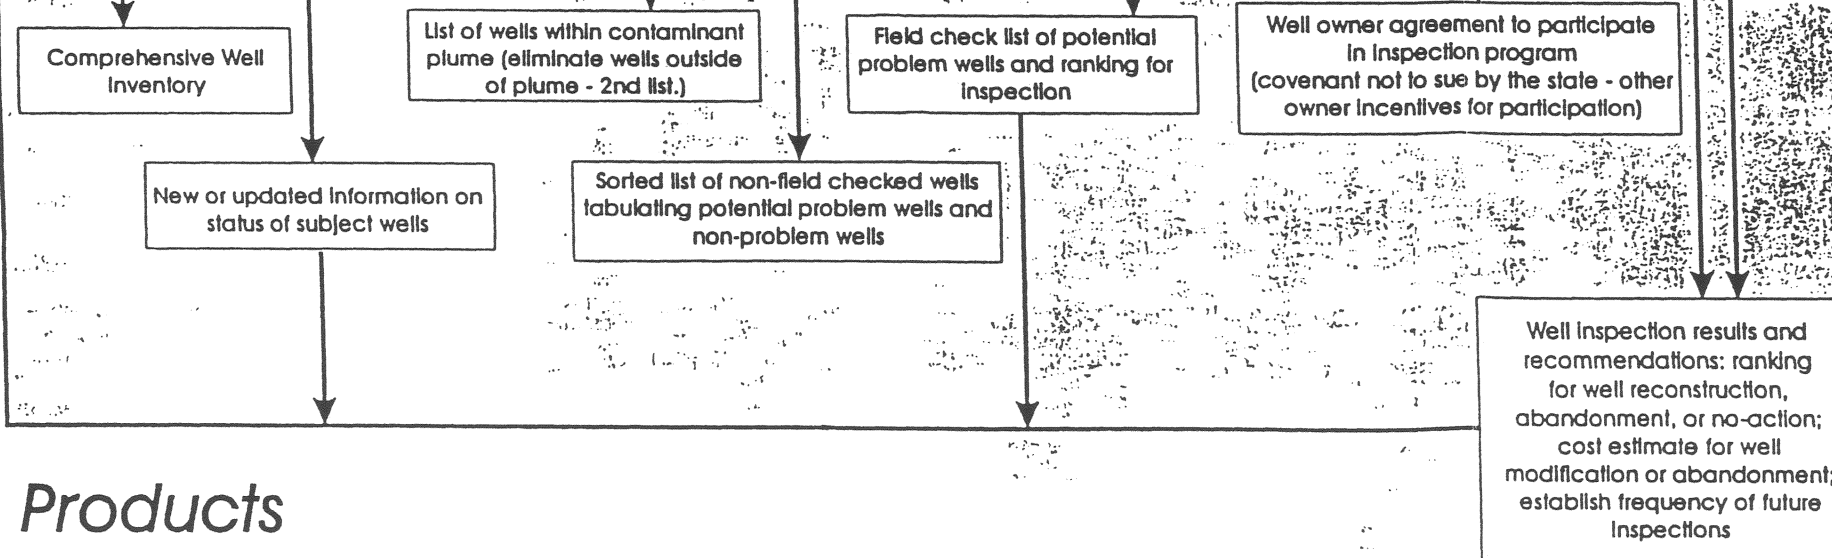 Comprehensive Well
Inventory
List of wells within contaminant
plume (eliminate wells outside
of plume - 2nd list.)
Field check list of potential
problem wells and ranking for
inspection
Well owner agreement to participate
in inspection program
(covenant not to sue by the state - other
owner incentives for participation)
New or updated information on
status of subject wells
Sorted list of non-field checked wells
tabulating potential problem wells and
non-problem wells
Well inspection results and
recommendations: ranking
for well reconstruction,
abandonment, or no-action;
cost estimate for well
modification or abandonment;
establish frequency of future
inspections
Products